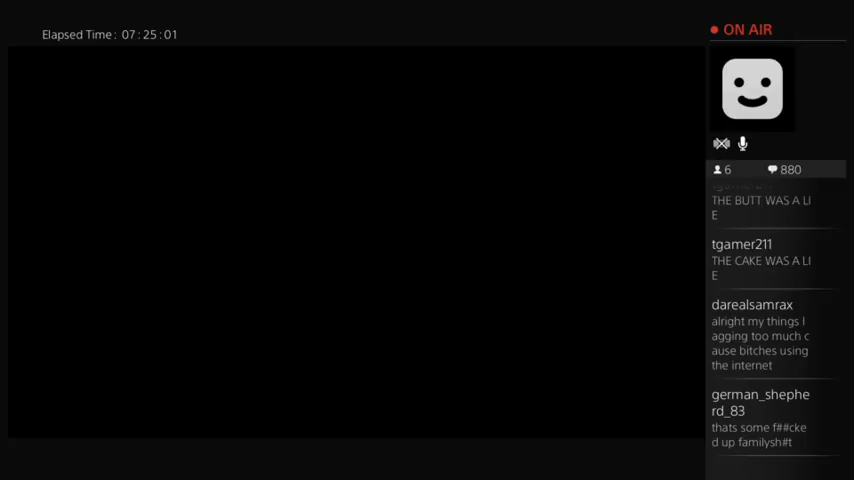 Elapsed Time: 07:25:01
ON AIR
6
880
THE BUTT WAS A LI
E
tgamer211
THE CAKE WAS A LI
E
darealsamrax
alright my things l
agging too much c
ause bitches using
the internet
german_shephe
rd_83
thats some f##cke
d up familysh#t